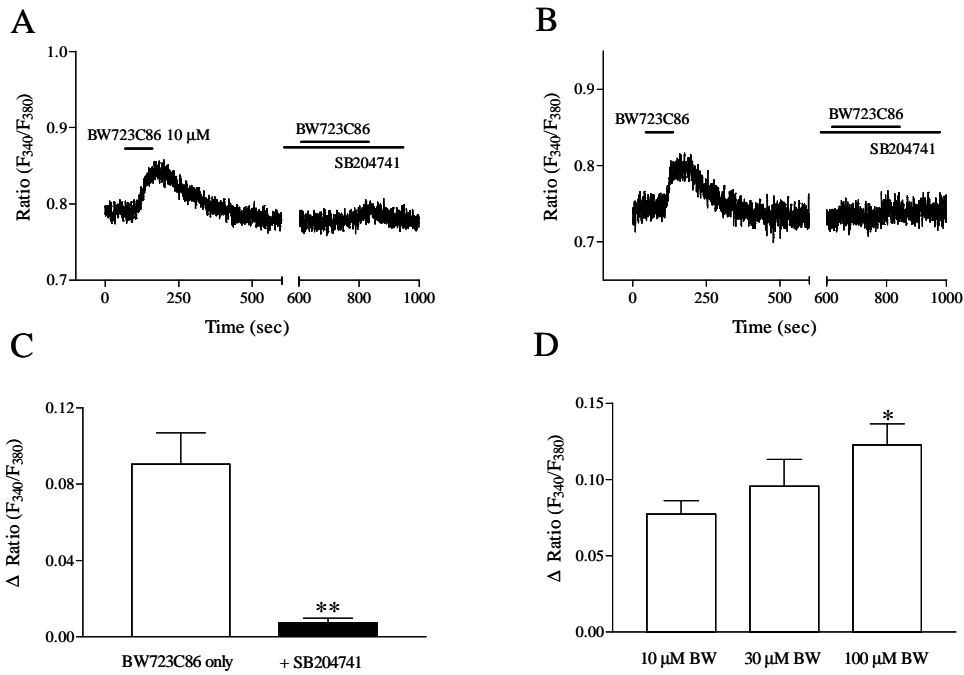 A
1.0
0.9
0.8
0.7
Ratio (F340/F380)
BW723C86 10 µM
BW723C86
SB204741
0 250 500 600 800 1000
Time (sec)
B
0.9
0.8
0.7
Ratio (F340/F380)
BW723C86
BW723C86
SB204741
0 250 500 600 800 1000
Time (sec)
C
0.12
0.08
0.04
0.00
Δ Ratio (F340/F380)
**
BW723C86 only + SB204741
D
0.15
0.10
0.05
0.00
Δ Ratio (F340/F380)
*
10 µM BW 30 µM BW 100 µM BW